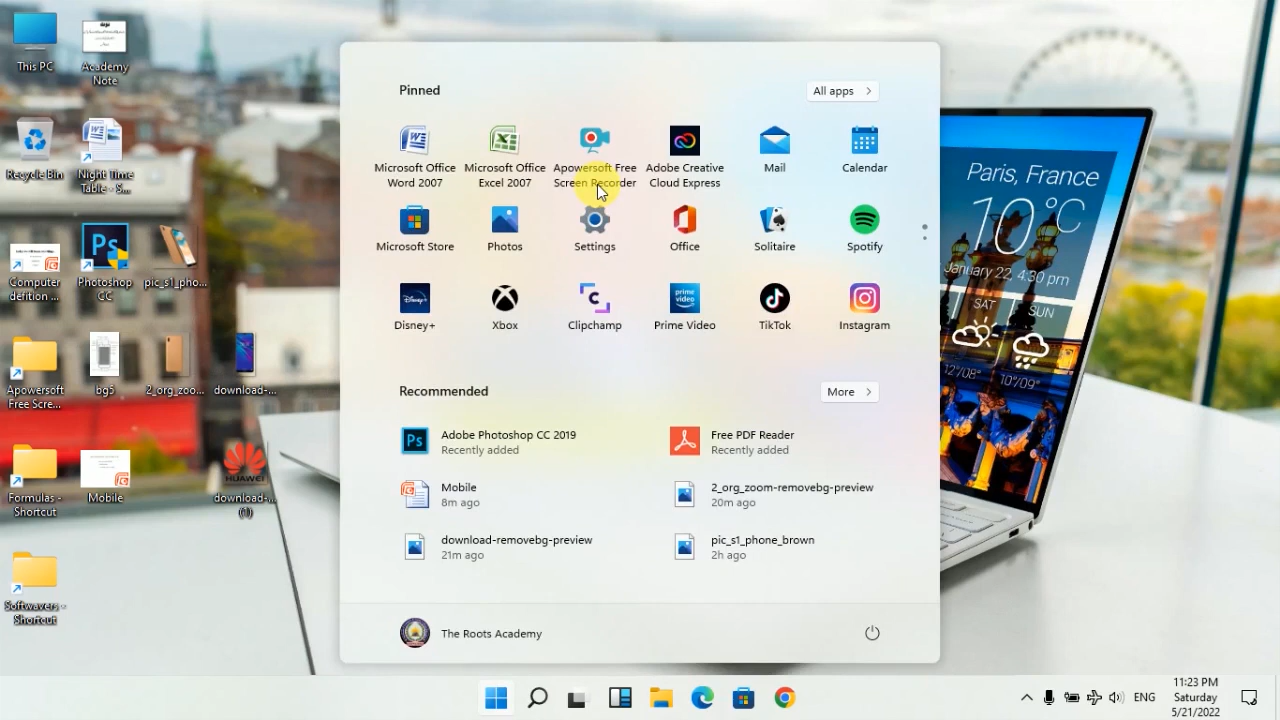 This PC
Academy
Note
Recycle Bin
Night Time
Table - S...
Computer
defition ...
Photoshop
CC
pic_s1_pho...
Apowersoft
Free Scre...
bg5
2_org_zoo...
download-...
Formulas -
Shortcut
Mobile
HUAWEI
download-...
(1)
Softwavers -
Shortcut
Pinned
All apps
Microsoft Office
Word 2007
Microsoft Office
Excel 2007
Apowersoft Free
Screen Recorder
Adobe Creative
Cloud Express
Mail
Calendar
Microsoft Store
Photos
Settings
Office
Solitaire
Spotify
Disney+
Xbox
Clipchamp
prime
video
Prime Video
TikTok
Instagram
Recommended
More
Ps
Adobe Photoshop CC 2019
Recently added
Free PDF Reader
Recently added
Mobile
8m ago
2_org_zoom-removebg-preview
20m ago
download-removebg-preview
21m ago
pic_s1_phone_brown
2h ago
The Roots Academy
Paris, France
10°C
January 22, 4:30 pm
SAT
SUN
12°/08°
10°/09°
ENG
11:23 PM
Saturday
5/21/2022